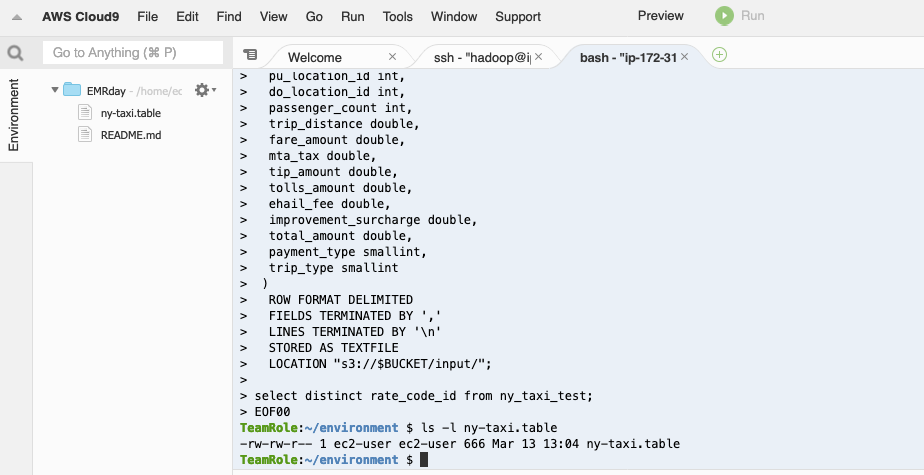 AWS Cloud9 File Edit Find View Go Run Tools Window Support Preview Run
Go to Anything (⌘ P)
Welcome
ssh - "hadoop@i
bash - "ip-172-31
Environment
EMRday - /home/ec
ny-taxi.table
README.md
> pu_location_id int,
> do_location_id int,
> passenger_count int,
> trip_distance double,
> fare_amount double,
> mta_tax double,
> tip_amount double,
> tolls_amount double,
> ehail_fee double,
> improvement_surcharge double,
> total_amount double,
> payment_type smallint,
> trip_type smallint
> )
> ROW FORMAT DELIMITED
> FIELDS TERMINATED BY ','
> LINES TERMINATED BY '\n'
> STORED AS TEXTFILE
> LOCATION "s3://$BUCKET/input/";
>
> select distinct rate_code_id from ny_taxi_test;
> EOF00
TeamRole:~/environment $ ls -l ny-taxi.table
-rw-rw-r-- 1 ec2-user ec2-user 666 Mar 13 13:04 ny-taxi.table
TeamRole:~/environment $